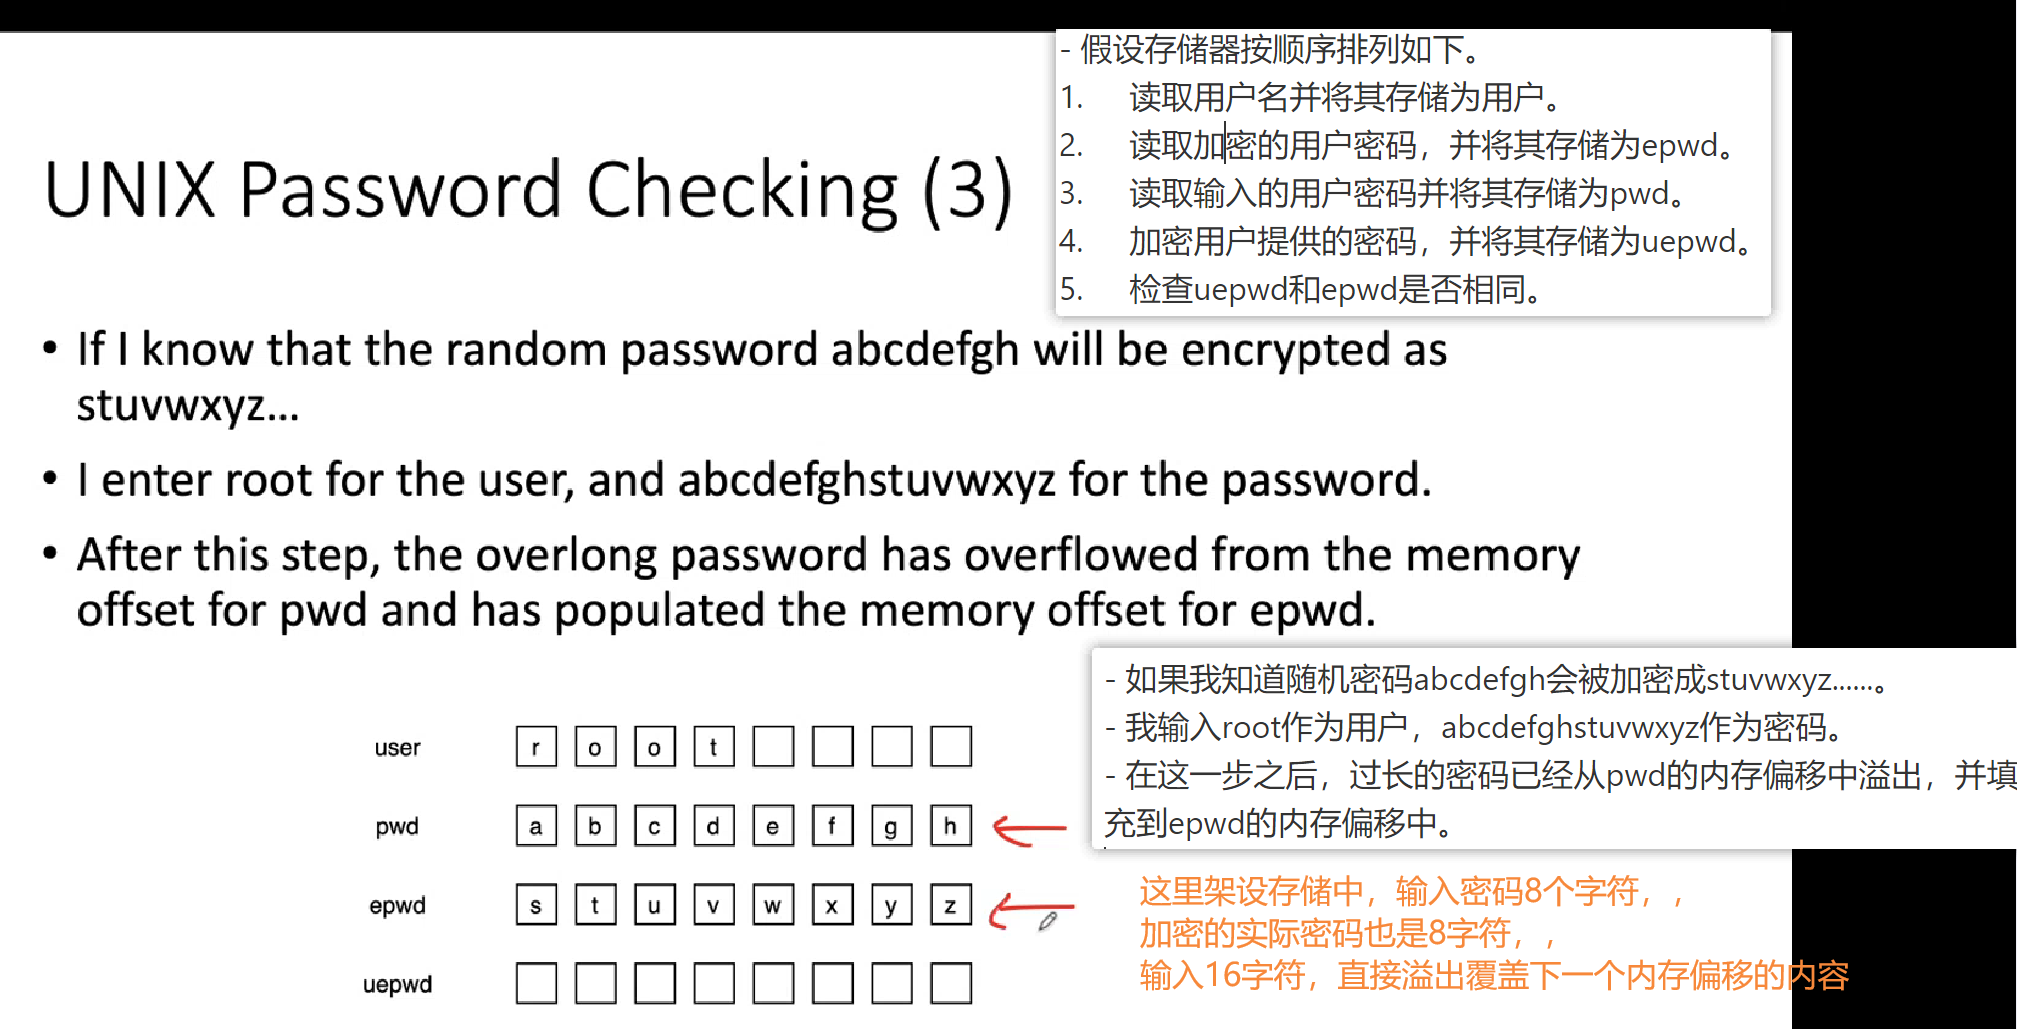 - 假设存储器按顺序排列如下。
1. 读取用户名并将其存储为用户。
2. 读取加密的用户密码，并将其存储为epwd。
3. 读取输入的用户密码并将其存储为pwd。
4. 加密用户提供的密码，并将其存储为uepwd。
5. 检查uepwd和epwd是否相同。
UNIX Password Checking (3)
• If I know that the random password abcdefgh will be encrypted as
stuvwxyz...
• I enter root for the user, and abcdefghstuvwxyz for the password.
• After this step, the overlong password has overflowed from the memory
offset for pwd and has populated the memory offset for epwd.
- 如果我知道随机密码abcdefgh会被加密成stuvwxyz......。
- 我输入root作为用户，abcdefghstuvwxyz作为密码。
- 在这一步之后，过长的密码已经从pwd的内存偏移中溢出，并填
充到epwd的内存偏移中。
user r o o t
pwd a b c d e f g h
epwd s t u v w x y z
uepwd
这里架设存储中，输入密码8个字符，，
加密的实际密码也是8字符，，
输入16字符，直接溢出覆盖下一个内存偏移的内容